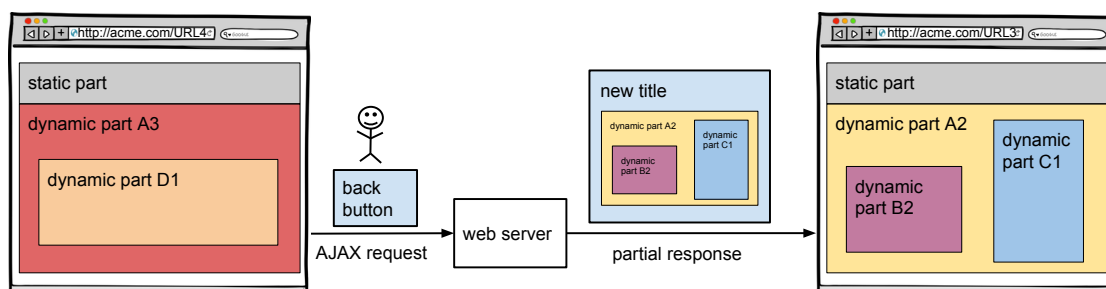 http://acme.com/URL4
static part
dynamic part A3
dynamic part D1
back
button
AJAX request
web server
new title
dynamic part A2
dynamic
part B2
dynamic
part C1
partial response
http://acme.com/URL3
static part
dynamic part A2
dynamic
part B2
dynamic
part C1